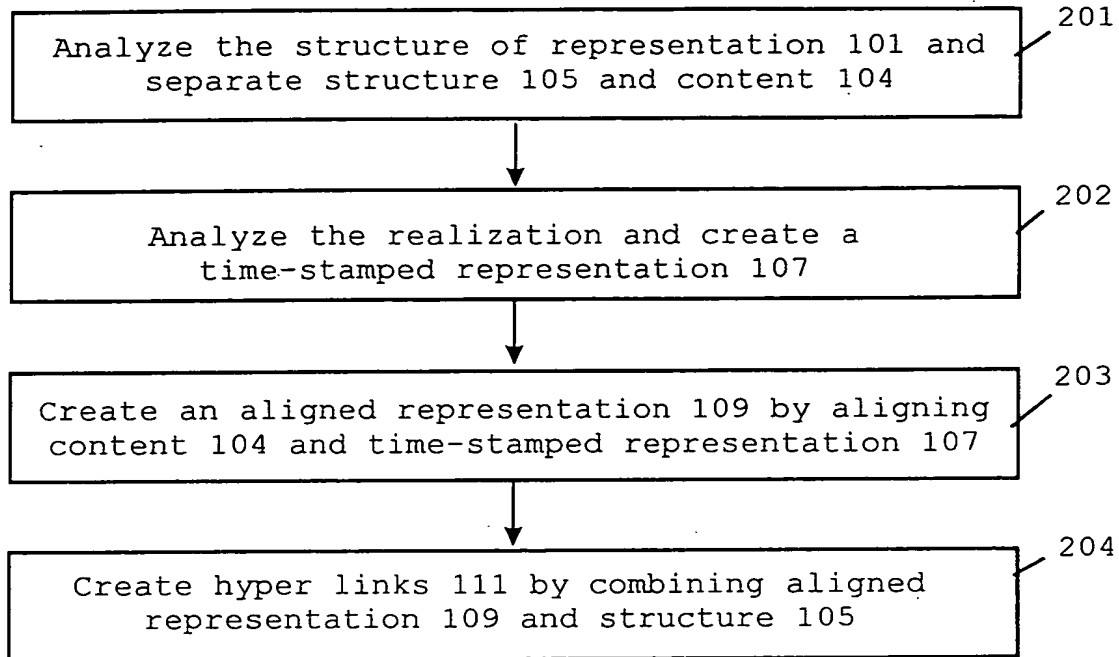 201
Analyze the structure of representation 101 and
separate structure 105 and content 104
202
Analyze the realization and create a
time-stamped representation 107
203
Create an aligned representation 109 by aligning
content 104 and time-stamped representation 107
204
Create hyper links 111 by combining aligned
representation 109 and structure 105